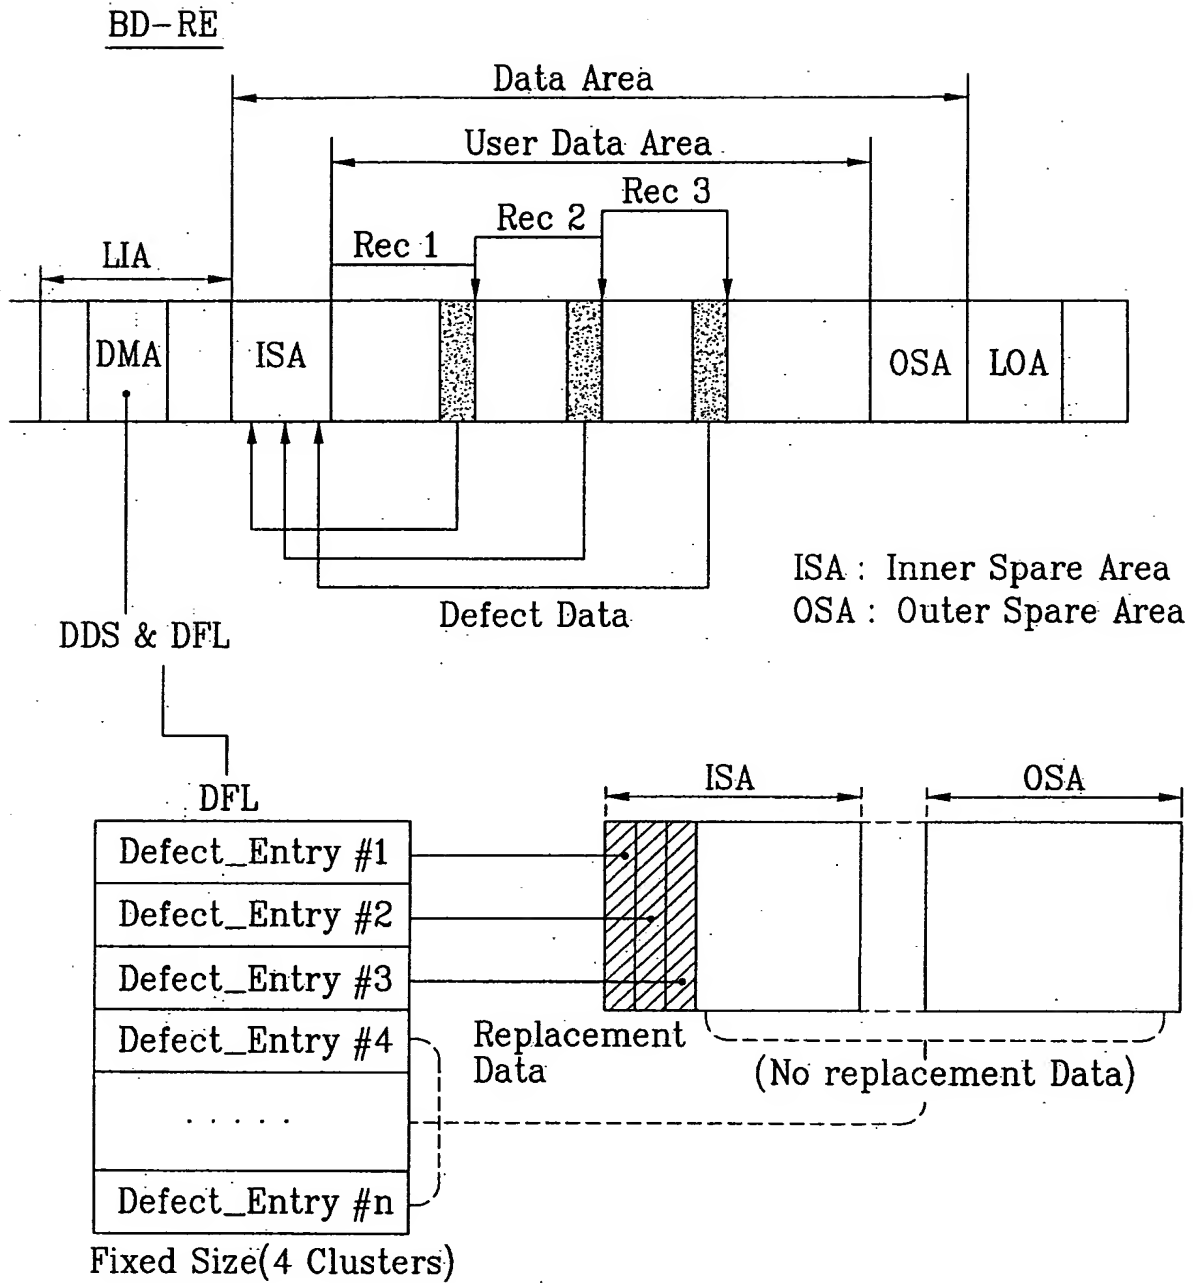 BD-RE
Data Area
User Data Area
Rec 3
Rec 2
Rec 1
LIA
DMA
ISA
OSA
LOA
ISA : Inner Spare Area
OSA : Outer Spare Area
Defect Data
DDS & DFL
DFL
ISA
OSA
Defect_Entry #1
Defect_Entry #2
Defect_Entry #3
Defect_Entry #4
. . . . .
Defect_Entry #n
Replacement
Data
(No replacement Data)
Fixed Size(4 Clusters)